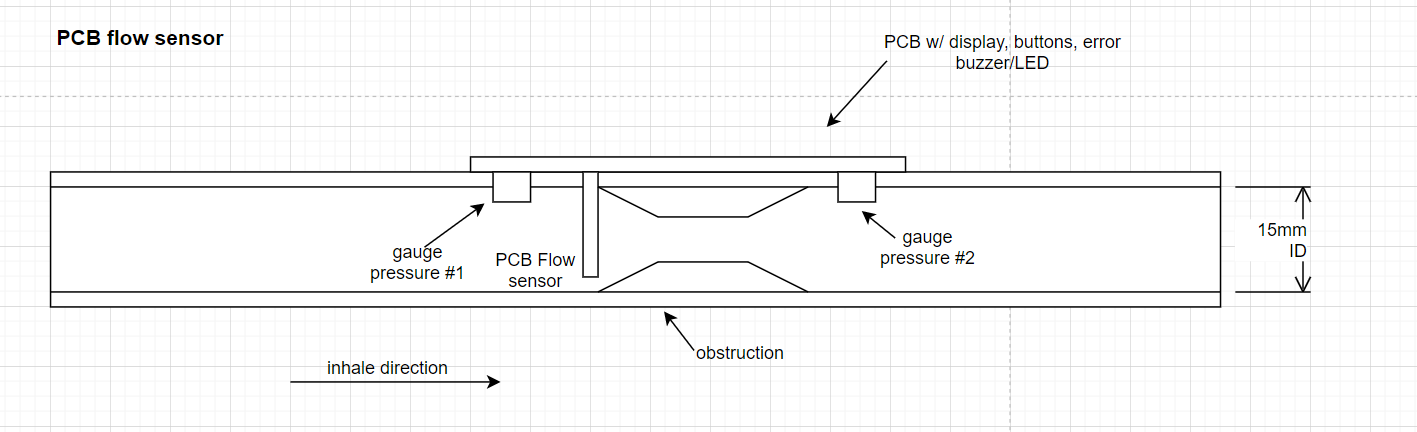 PCB flow sensor
PCB w/ display, buttons, error
buzzer/LED
gauge
pressure #1
PCB Flow
sensor
gauge
pressure #2
15mm
ID
obstruction
inhale direction